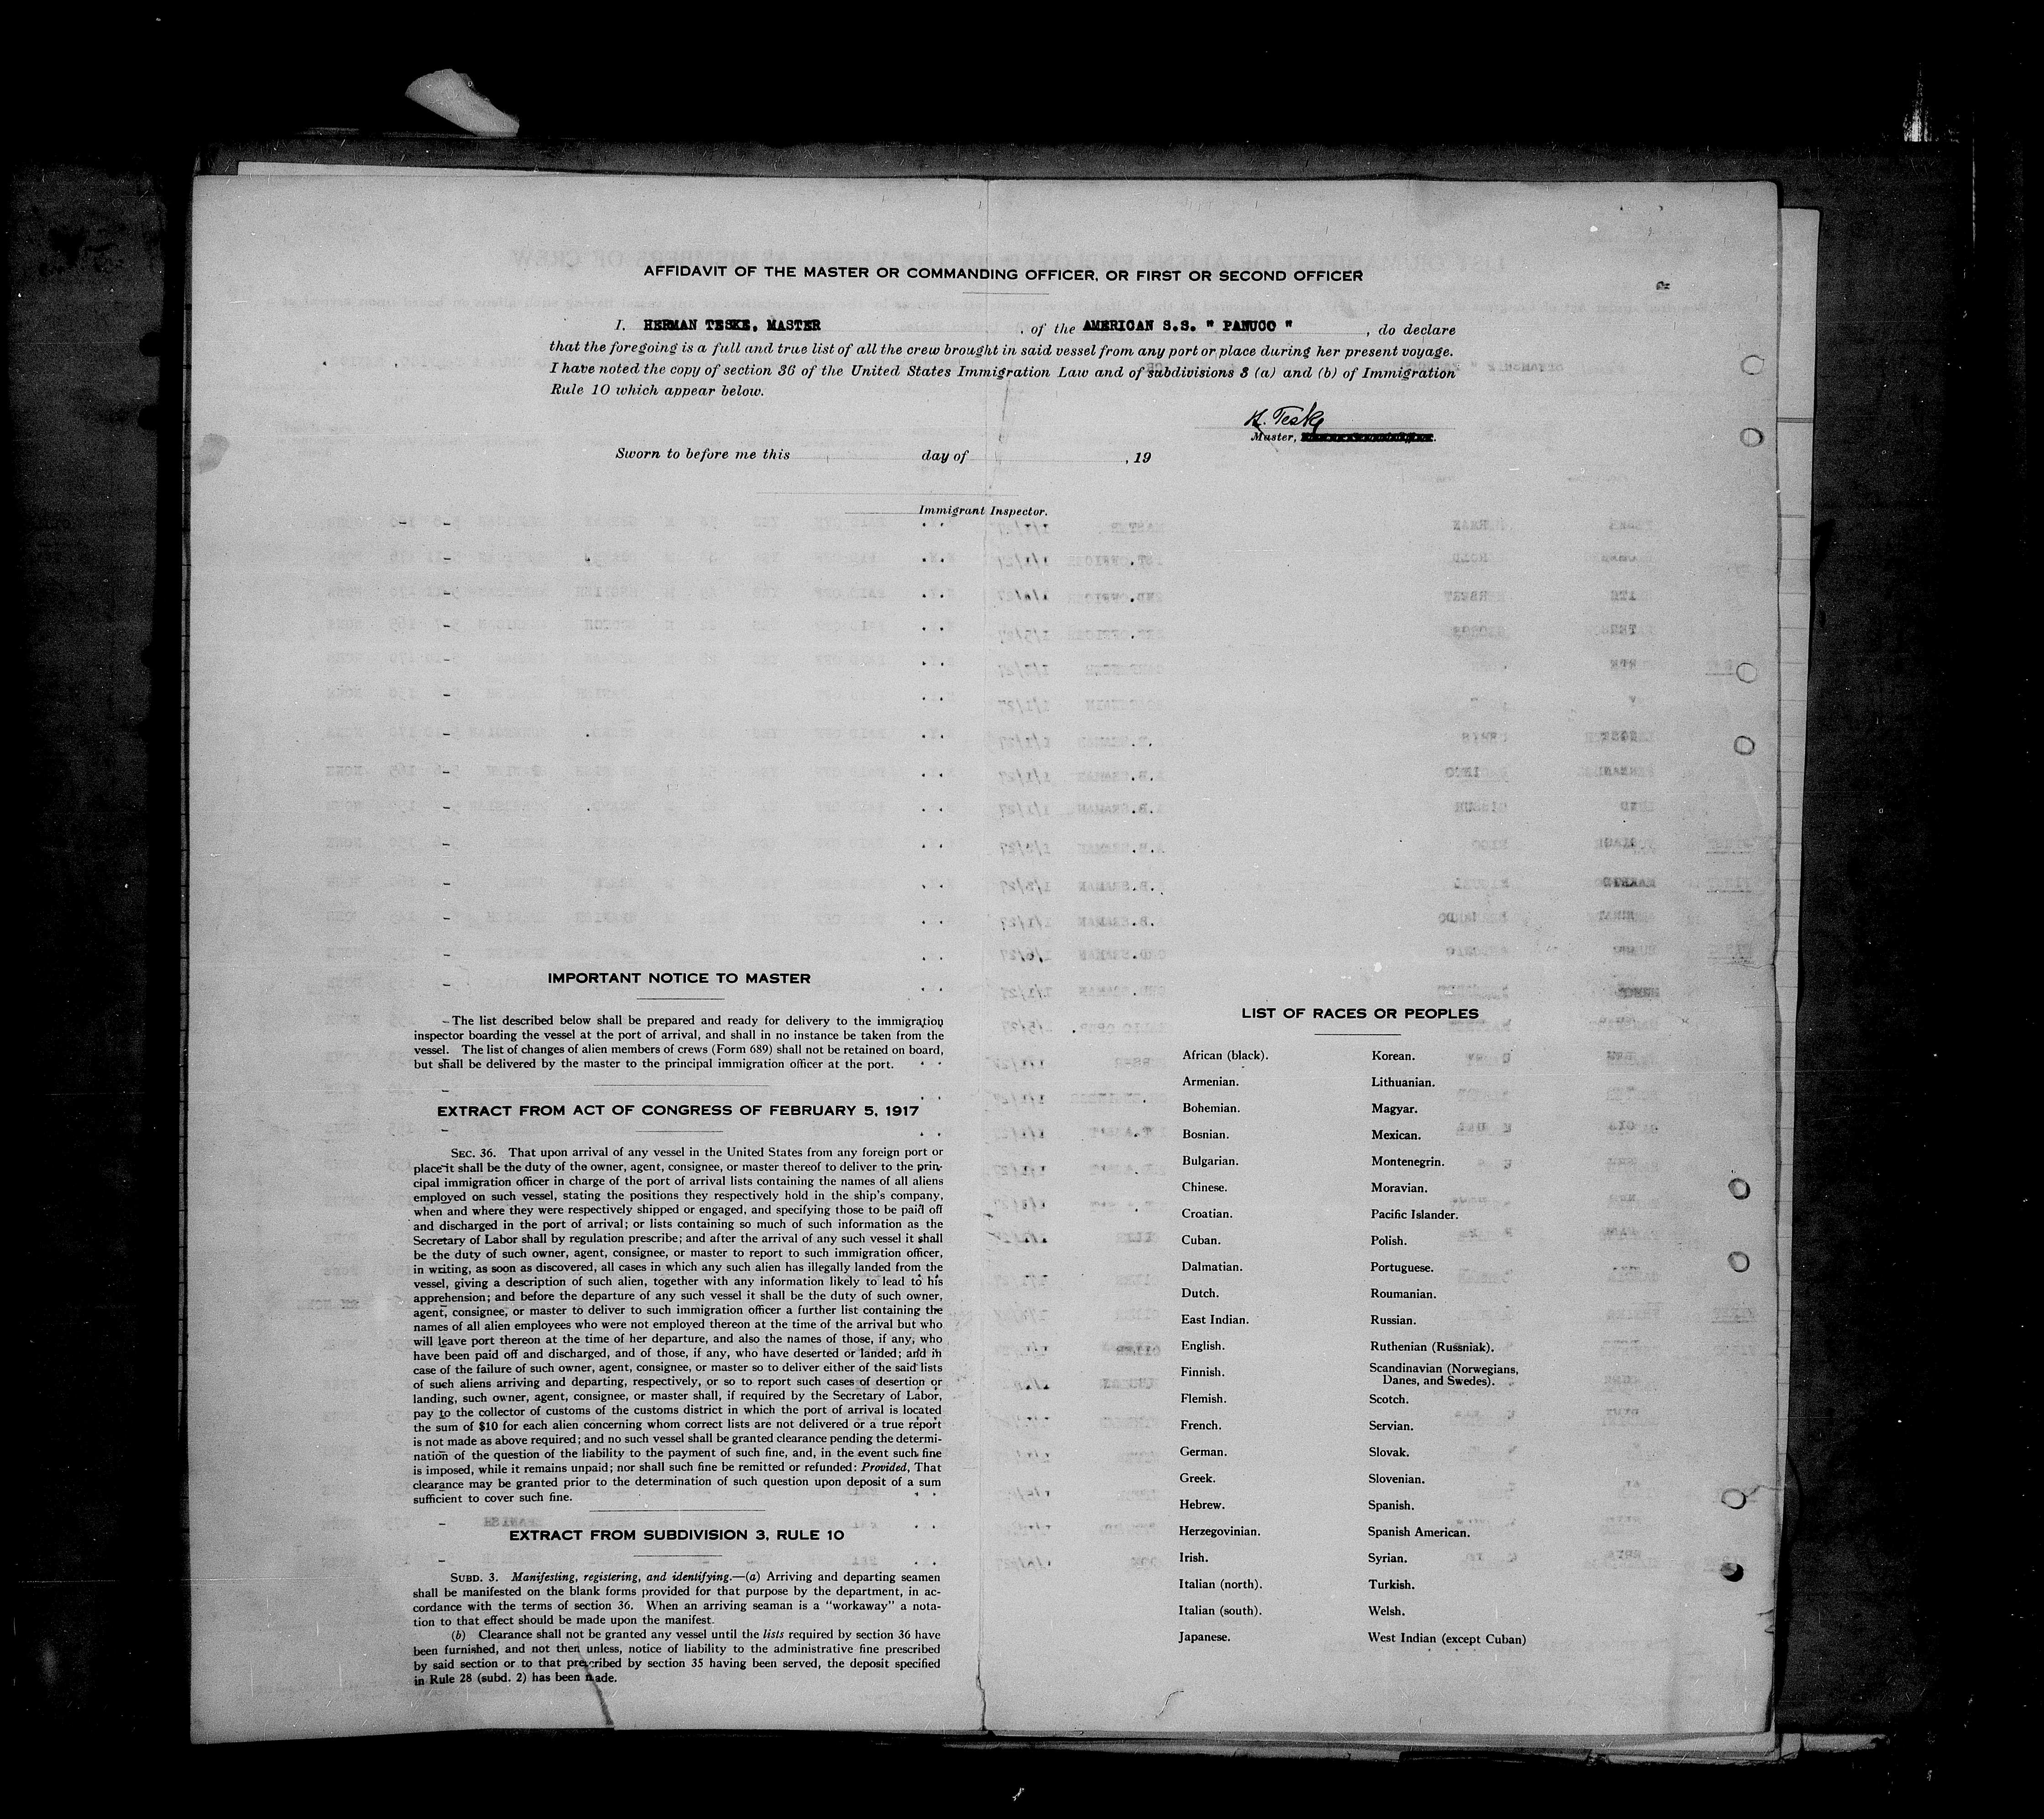 AFFIDAVIT OF THE MASTER OR COMMANDING OFFICER, OR FIRST OR SECOND OFFICER
I, HERMAN TESKE, MASTER, of the AMERICAN S.S. " PANUCO ", do declare
that the foregoing is a full and true list of all the crew brought in said vessel from any port or place during her present voyage.
I have noted the copy of section 36 of the United States Immigration Law and of subdivisions 3 (a) and (b) of Immigration
Rule 10 which appear below.
H. Teske
Master,
Sworn to before me this day of , 19
Immigrant Inspector.
IMPORTANT NOTICE TO MASTER
The list described below shall be prepared and ready for delivery to the immigration
inspector boarding the vessel at the port of arrival, and shall in no instance be taken from the
vessel. The list of changes of alien members of crews (Form 689) shall not be retained on board,
but shall be delivered by the master to the principal immigration officer at the port.
EXTRACT FROM ACT OF CONGRESS OF FEBRUARY 5, 1917
SEC. 36. That upon arrival of any vessel in the United States from any foreign port or
place it shall be the duty of the owner, agent, consignee, or master thereof to deliver to the prin-
cipal immigration officer in charge of the port of arrival lists containing the names of all aliens
employed on such vessel, stating the positions they respectively hold in the ship's company,
when and where they were respectively shipped or engaged, and specifying those to be paid off
and discharged in the port of arrival; or lists containing so much of such information as the
Secretary of Labor shall by regulation prescribe; and after the arrival of any such vessel it shall
be the duty of such owner, agent, consignee, or master to report to such immigration officer,
in writing, as soon as discovered, all cases in which any such alien has illegally landed from the
vessel, giving a description of such alien, together with any information likely to lead to his
apprehension; and before the departure of any such vessel it shall be the duty of such owner,
agent, consignee, or master to deliver to such immigration officer a further list containing the
names of all alien employees who were not employed thereon at the time of the arrival but who
will leave port thereon at the time of her departure, and also the names of those, if any, who
have been paid off and discharged, and of those, if any, who have deserted or landed; and in
case of the failure of such owner, agent, consignee, or master so to deliver either of the said lists
of such aliens arriving and departing, respectively, or so to report such cases of desertion or
landing, such owner, agent, consignee, or master shall, if required by the Secretary of Labor,
pay to the collector of customs of the customs district in which the port of arrival is located
the sum of $10 for each alien concerning whom correct lists are not delivered or a true report
is not made as above required; and no such vessel shall be granted clearance pending the determi-
nation of the question of the liability to the payment of such fine, and, in the event such fine
is imposed, while it remains unpaid; nor shall such fine be remitted or refunded: Provided, That
clearance may be granted prior to the determination of such question upon deposit of a sum
sufficient to cover such fine.
EXTRACT FROM SUBDIVISION 3, RULE 10
SUBD. 3. Manifesting, registering, and identifying.—(a) Arriving and departing seamen
shall be manifested on the blank forms provided for that purpose by the department, in ac-
cordance with the terms of section 36. When an arriving seaman is a "workaway" a nota-
tion to that effect should be made upon the manifest.
(b) Clearance shall not be granted any vessel until the lists required by section 36 have
been furnished, and not then unless, notice of liability to the administrative fine prescribed
by said section or to that prescribed by section 35 having been served, the deposit specified
in Rule 28 (subd. 2) has been made.
LIST OF RACES OR PEOPLES
African (black).
Armenian.
Bohemian.
Bosnian.
Bulgarian.
Chinese.
Croatian.
Cuban.
Dalmatian.
Dutch.
East Indian.
English.
Finnish.
Flemish.
French.
German.
Greek.
Hebrew.
Herzegovinian.
Irish.
Italian (north).
Italian (south).
Japanese.
Korean.
Lithuanian.
Magyar.
Mexican.
Montenegrin.
Moravian.
Pacific Islander.
Polish.
Portuguese.
Roumanian.
Russian.
Ruthenian (Russniak).
Scandinavian (Norwegians,
Danes, and Swedes).
Scotch.
Servian.
Slovak.
Slovenian.
Spanish.
Spanish American.
Syrian.
Turkish.
Welsh.
West Indian (except Cuban)